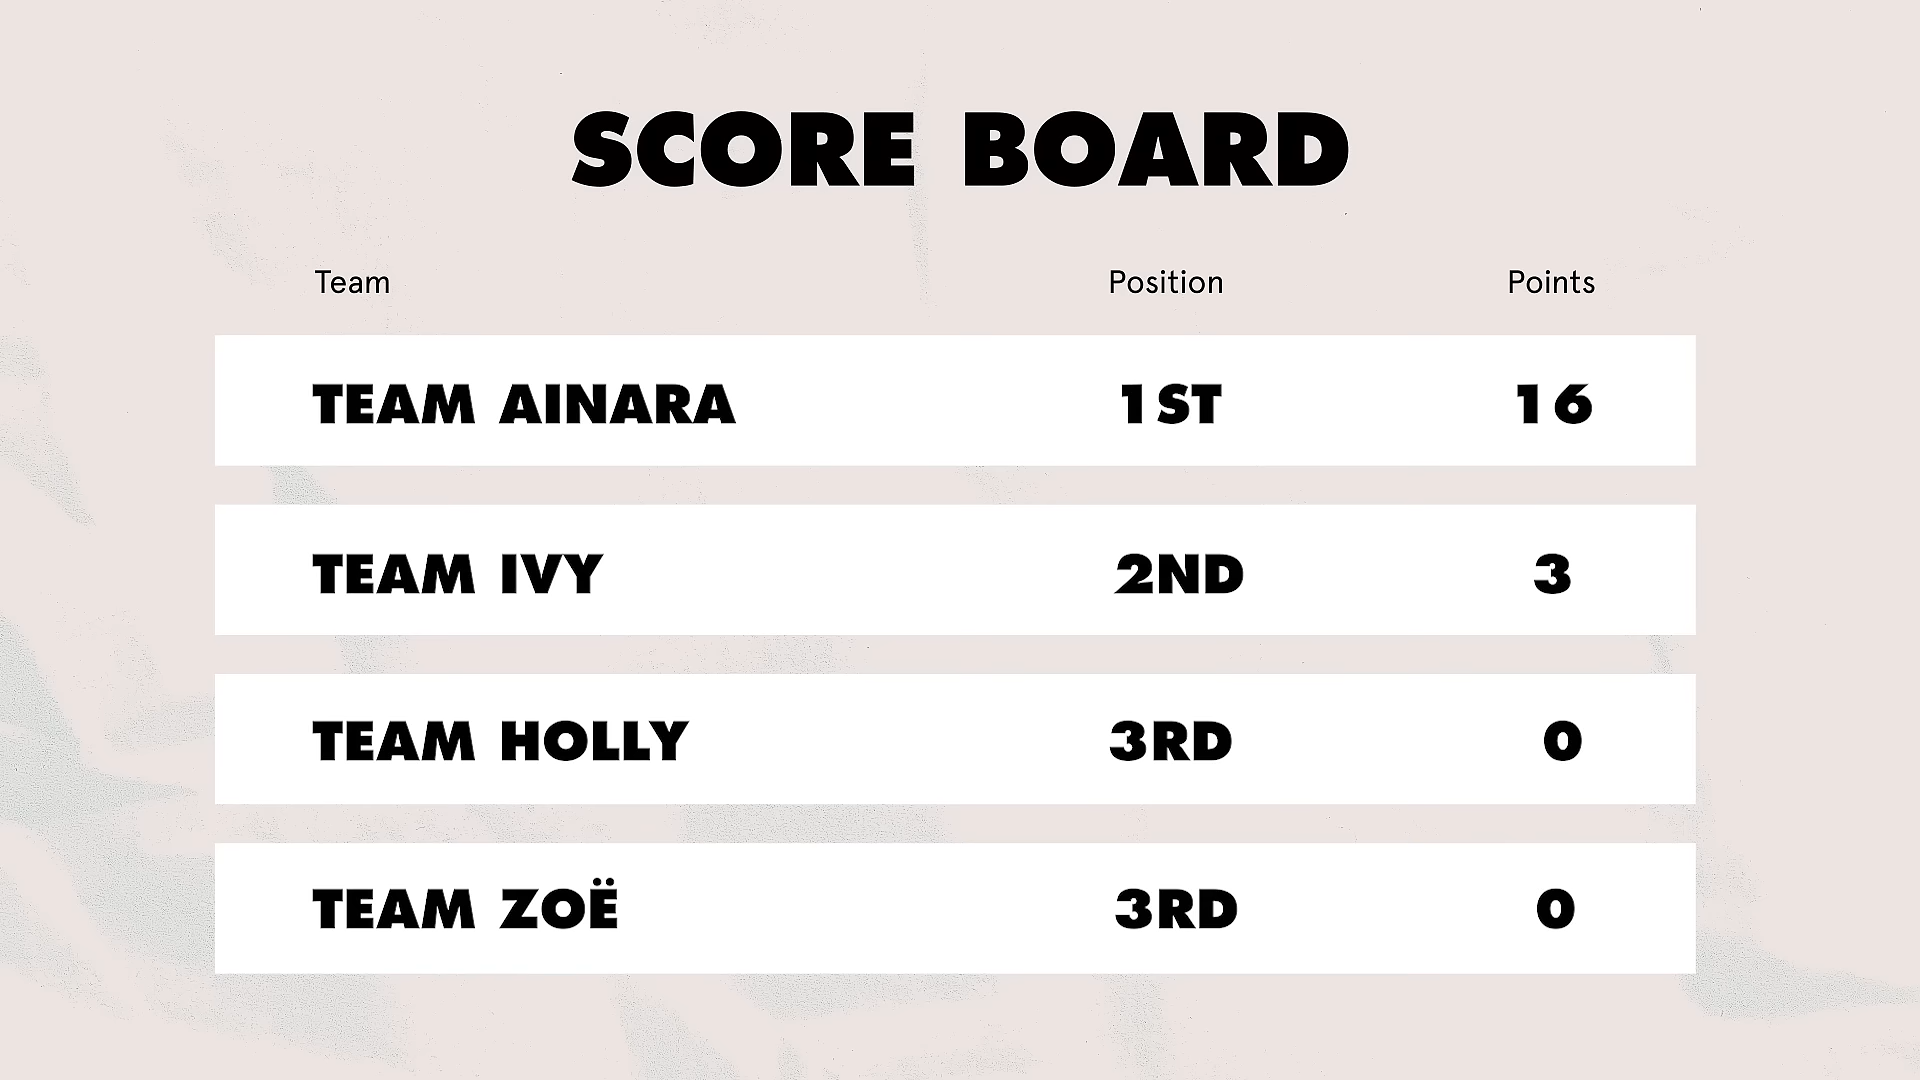 SCORE BOARD
Team Position Points
TEAM AINARA 1ST 16
TEAM IVY 2ND 3
TEAM HOLLY 3RD 0
TEAM ZOË 3RD 0